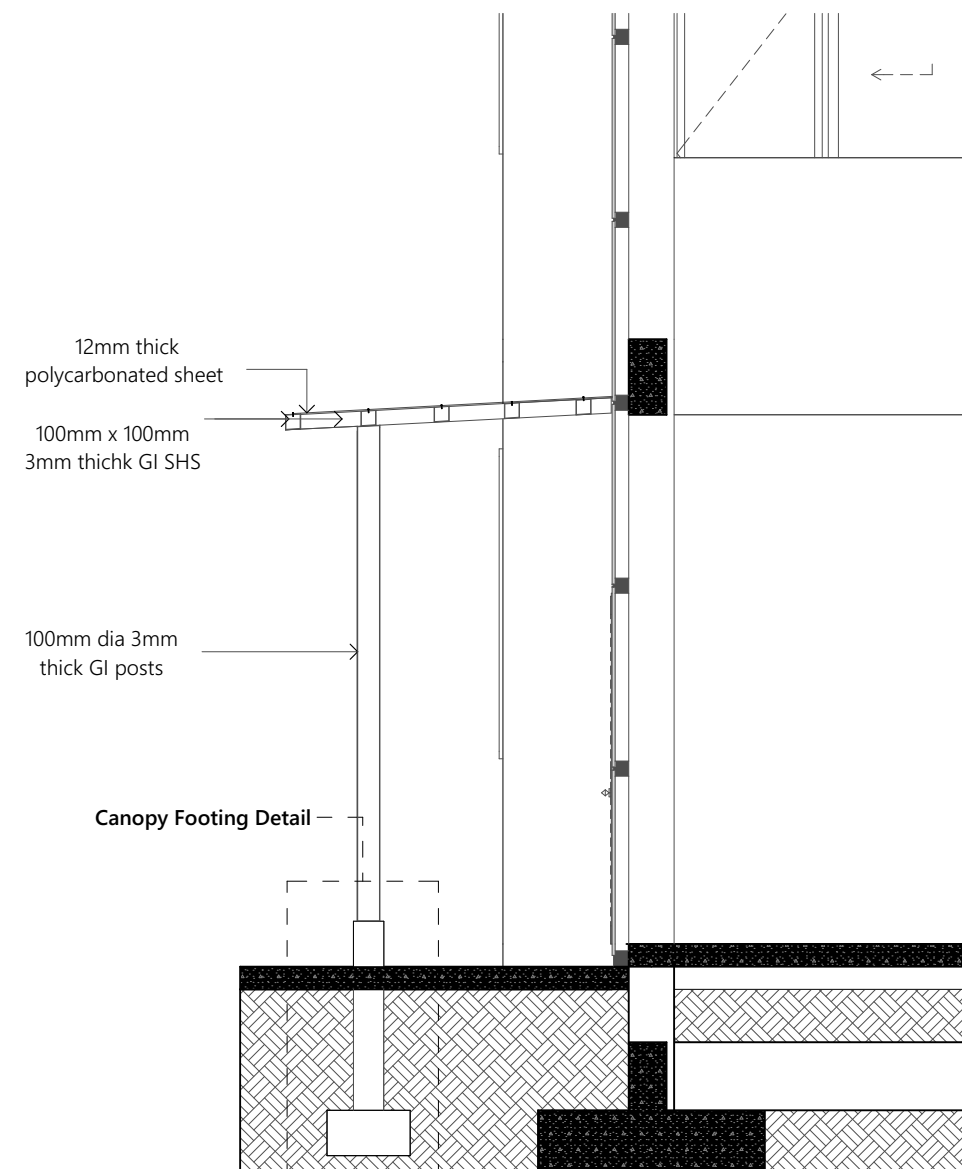 12mm thick
polycarbonated sheet
100mm x 100mm
3mm thichk GI SHS
100mm dia 3mm
thick GI posts
Canopy Footing Detail